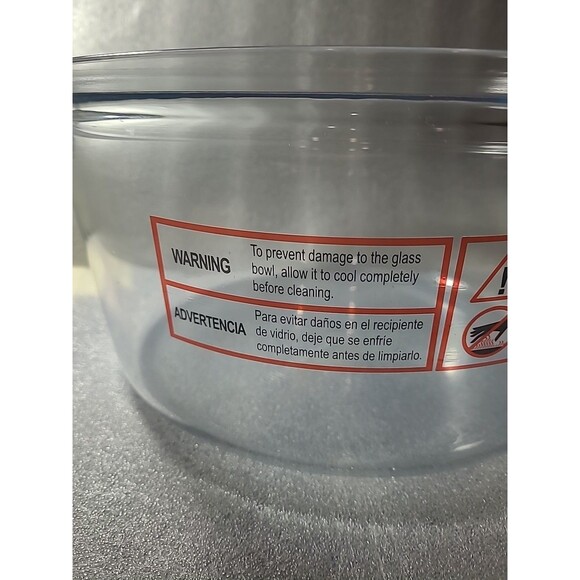 WARNING
To prevent damage to the glass
bowl, allow it to cool completely
before cleaning.
ADVERTENCIA
Para evitar daños en el recipiente
de vidrio, deje que se enfríe
completamente antes de limpiarlo.
!